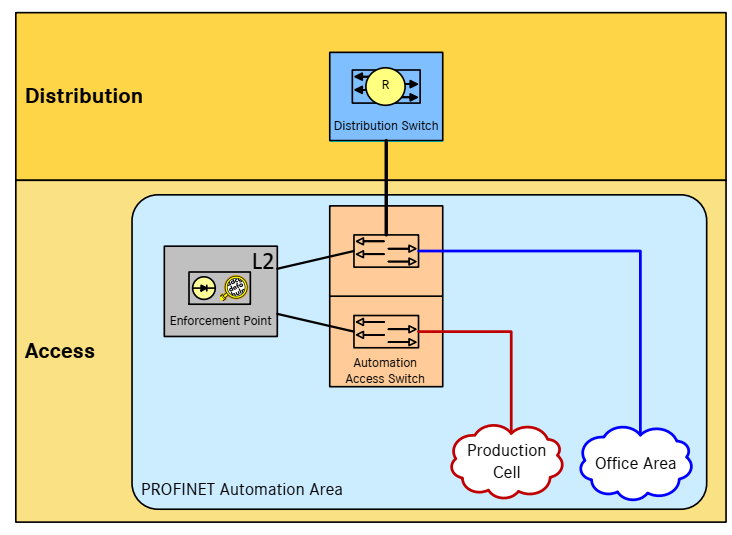 Distribution
R
Distribution Switch
L2
Enforcement Point
Access
Automation
Access Switch
Production
Cell
Office Area
PROFINET Automation Area